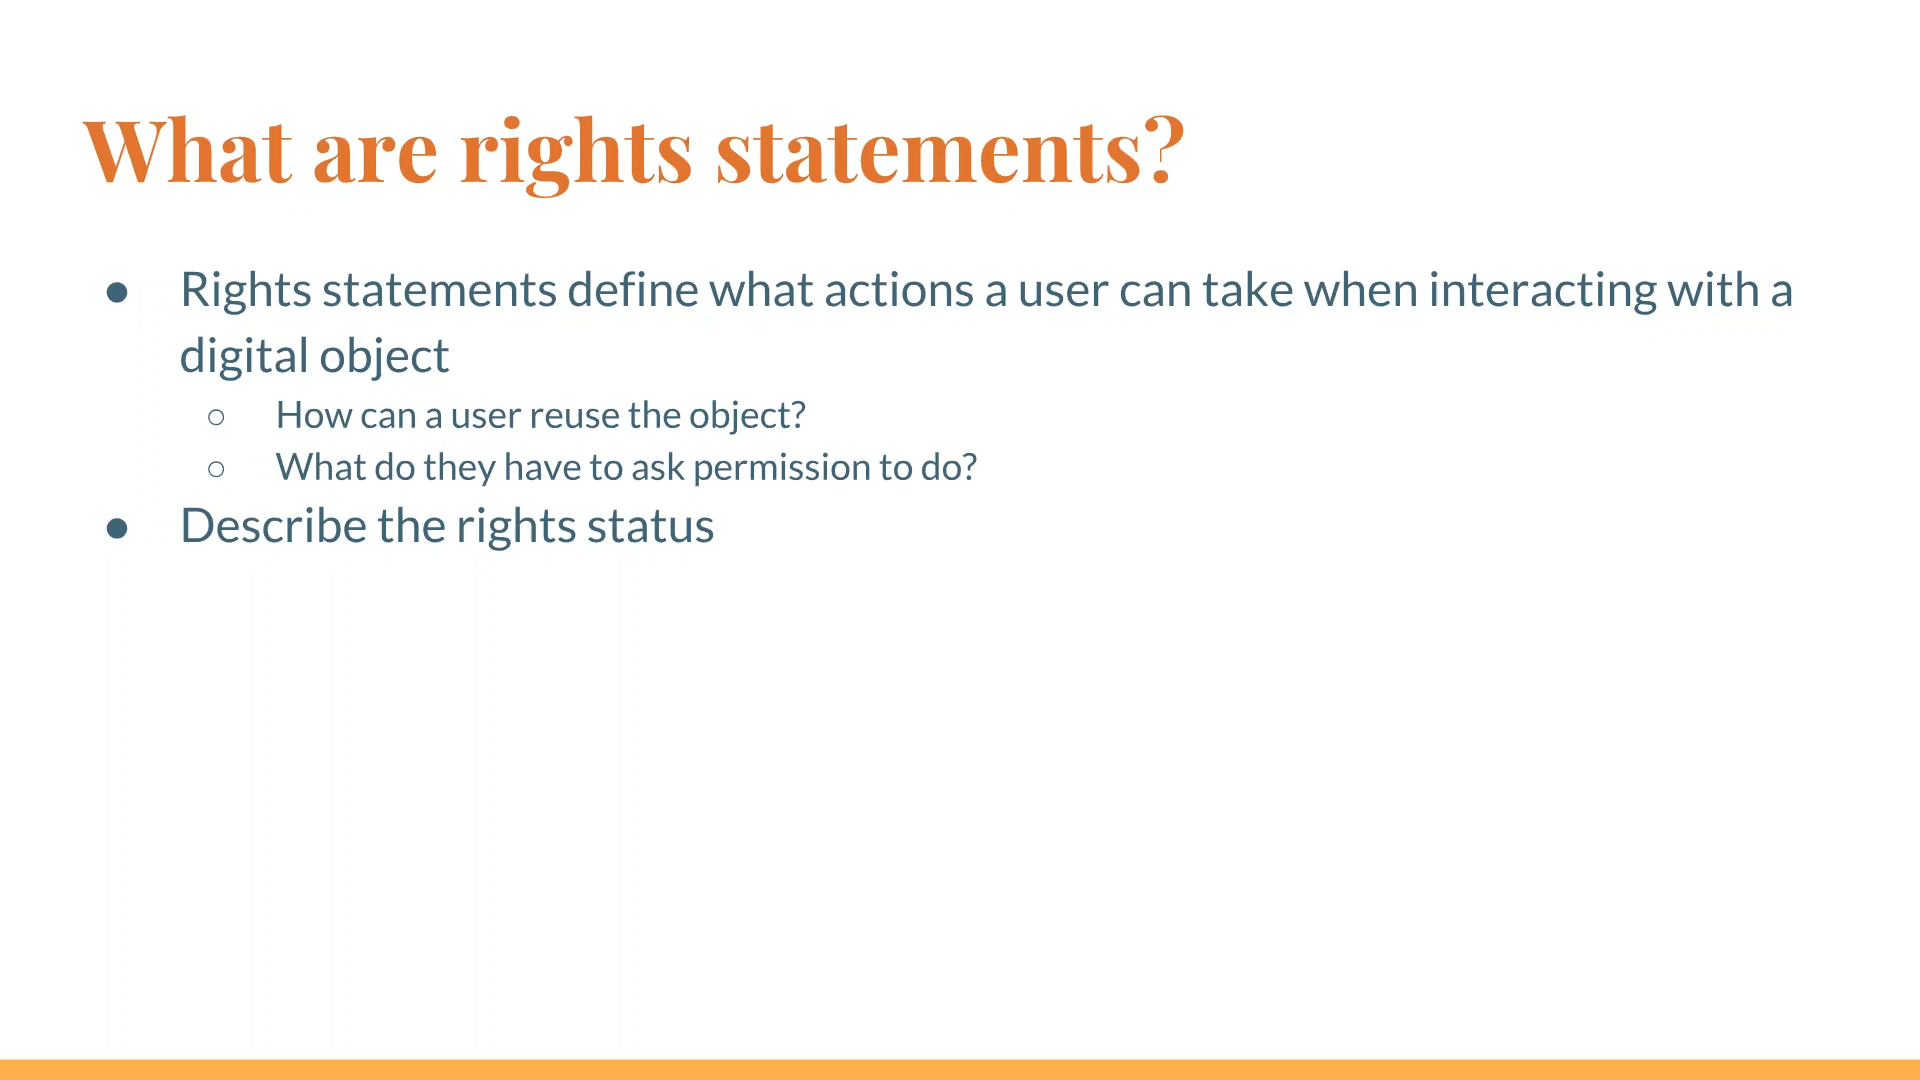 What are rights statements?
● Rights statements define what actions a user can take when interacting with a
digital object
○ How can a user reuse the object?
○ What do they have to ask permission to do?
● Describe the rights status